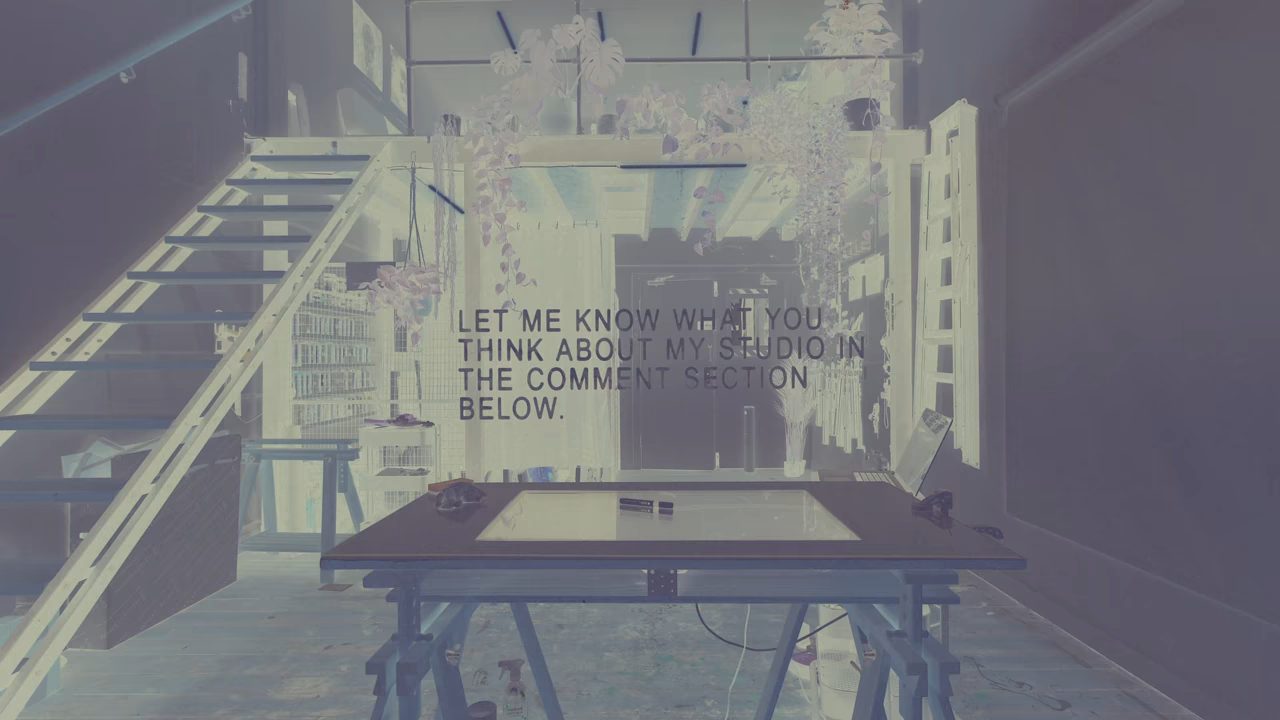 LET ME KNOW WHAT YOU
THINK ABOUT MY STUDIO IN
THE COMMENT SECTION
BELOW.